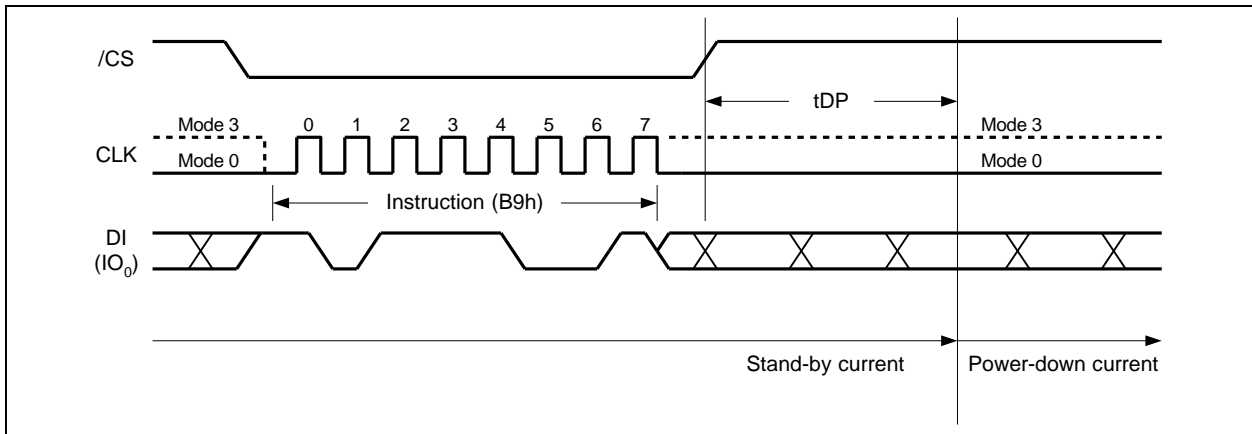 /CS
tDP
Mode 3 0 1 2 3 4 5 6 7 Mode 3
CLK
Mode 0 Mode 0
Instruction (B9h)
DI
(IO₀)
Stand-by current Power-down current